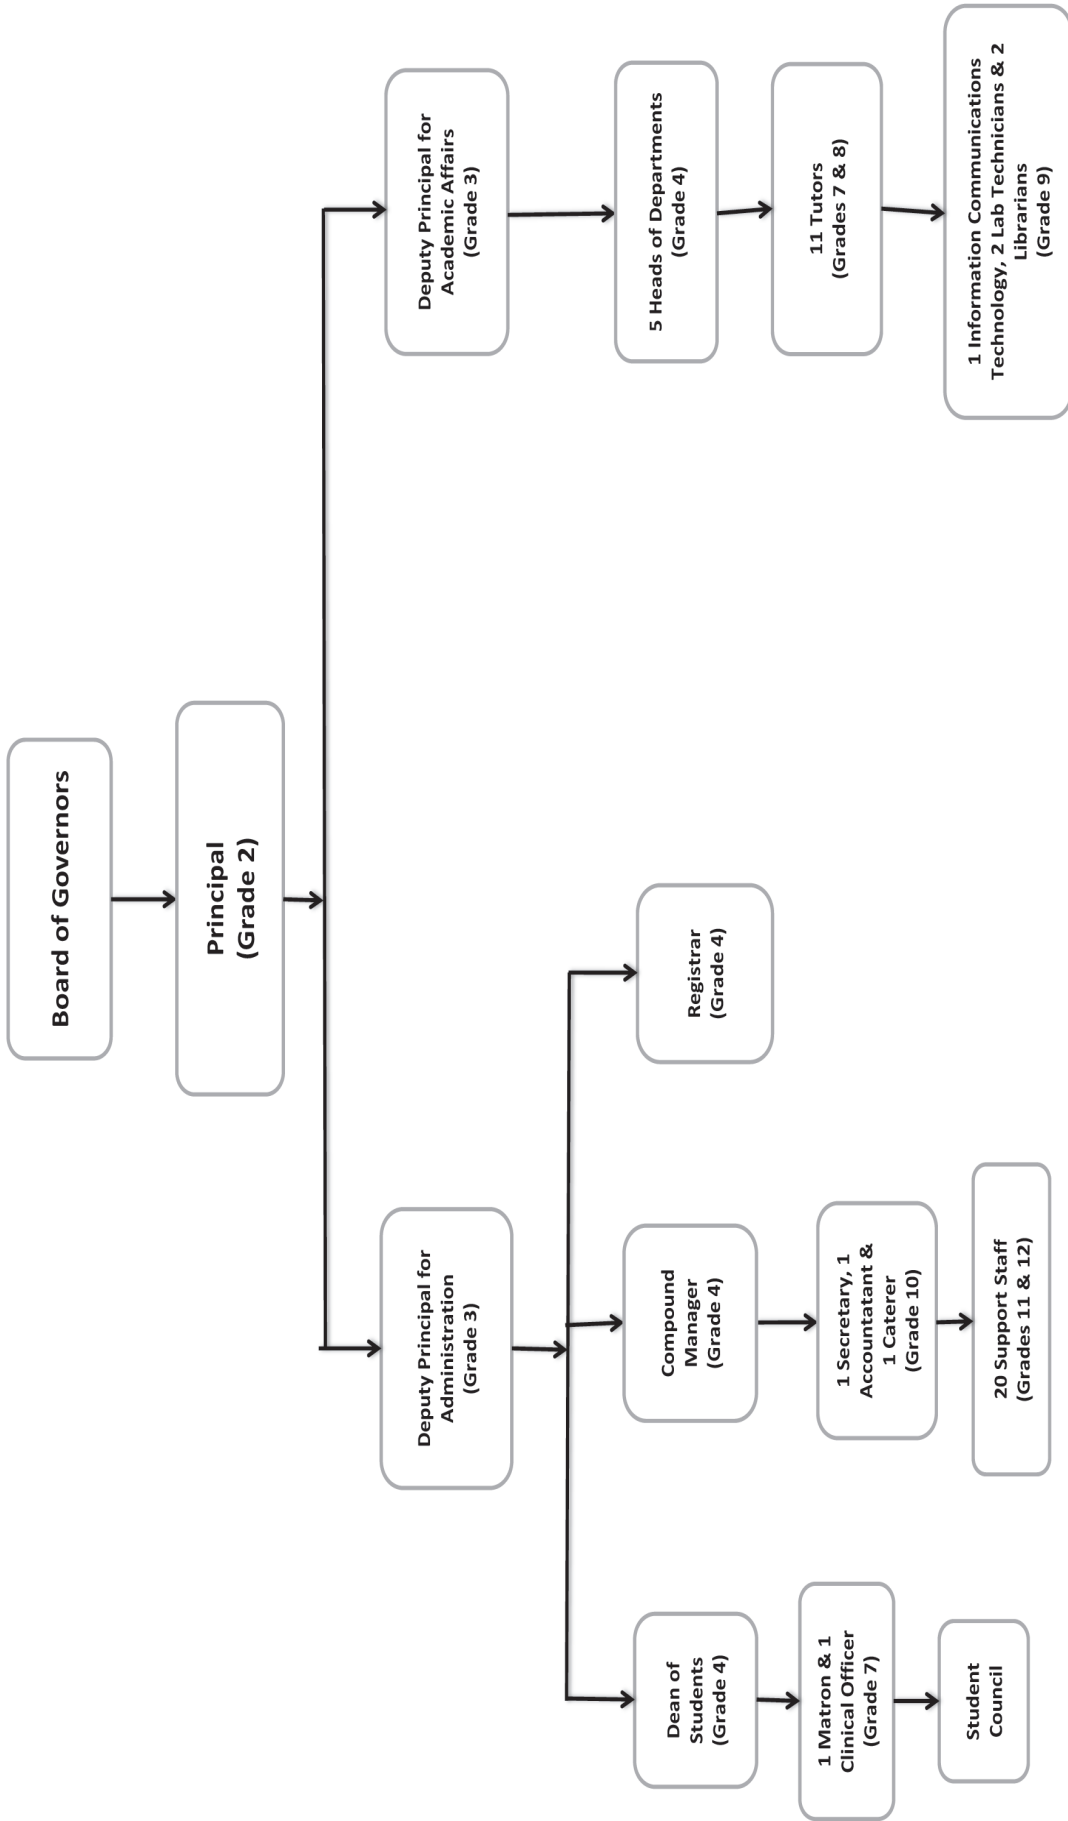 Board of Governors
Principal
(Grade 2)
Deputy Principal for
Administration
(Grade 3)
Deputy Principal for
Academic Affairs
(Grade 3)
Dean of
Students
(Grade 4)
Compound
Manager
(Grade 4)
Registrar
(Grade 4)
5 Heads of Departments
(Grade 4)
1 Matron & 1
Clinical Officer
(Grade 7)
1 Secretary, 1
Accountatant &
1 Caterer
(Grade 10)
11 Tutors
(Grades 7 & 8)
Student
Council
20 Support Staff
(Grades 11 & 12)
1 Information Communications
Technology, 2 Lab Technicians & 2
Librarians
(Grade 9)